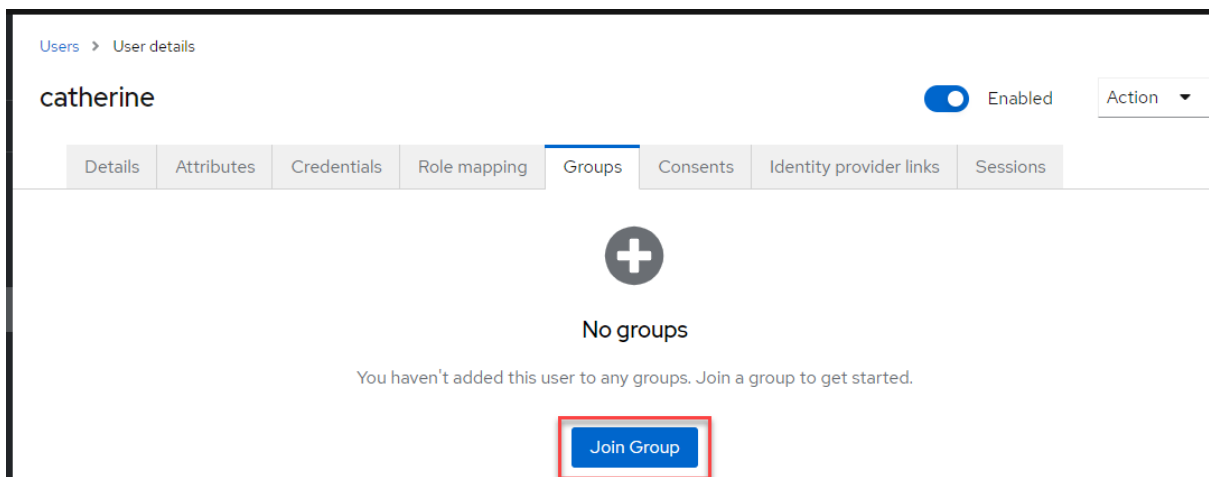 Users > User details
catherine
Enabled
Action
Details Attributes Credentials Role mapping Groups Consents Identity provider links Sessions
No groups
You haven't added this user to any groups. Join a group to get started.
Join Group